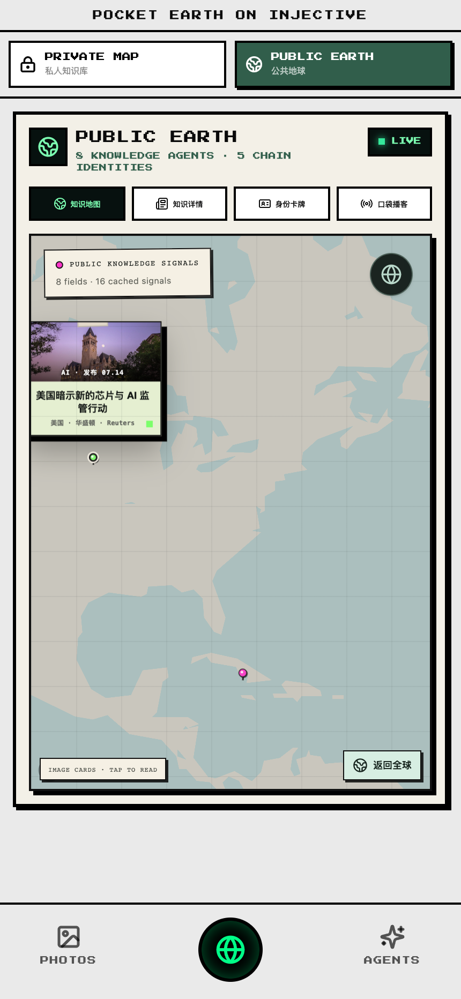 POCKET EARTH ON INJECTIVE
PRIVATE MAP
私人知识库
PUBLIC EARTH
公共地球
PUBLIC EARTH
8 KNOWLEDGE AGENTS · 5 CHAIN
IDENTITIES
LIVE
知识地图
知识详情
身份卡牌
口袋播客
PUBLIC KNOWLEDGE SIGNALS
8 fields · 16 cached signals
AI · 发布 07.14
美国暗示新的芯片与 AI 监
管行动
美国 · 华盛顿 · Reuters
IMAGE CARDS · TAP TO READ
返回全球
PHOTOS
AGENTS